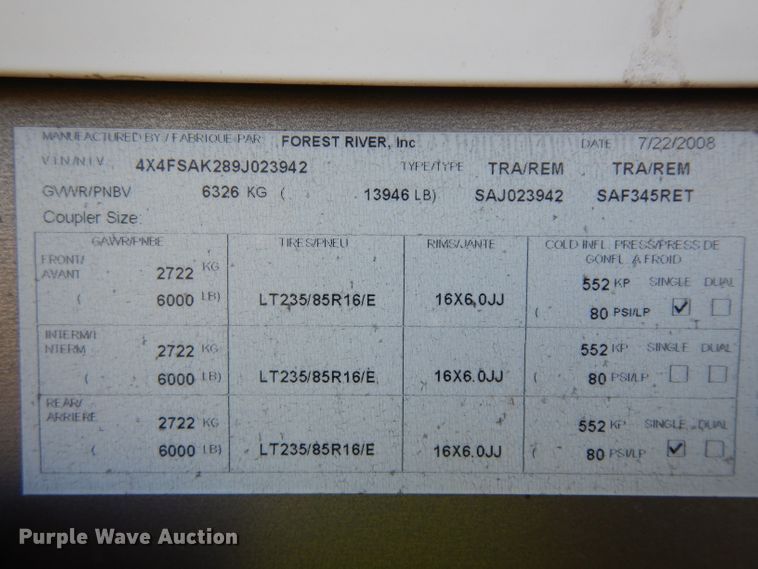 MANUFACTURED BY / FABRIQUE PAR: FOREST RIVER, Inc DATE 7/22/2008
V.I.N/N.I.V. 4X4FSAK289J023942 TYPE/TYPE TRA/REM TRA/REM
GVWR/PNBV 6326 KG ( 13946 LB) SAJ023942 SAF345RET
Coupler Size:
GAWR/PNBE TIRES/PNEU RIMS/JANTE COLD INFL. PRESS/PRESS DE
GONFL. A FROID
FRONT/
AVANT 2722 KG 552 KP SINGLE DUAL
( 6000 LB) LT235/85R16/E 16X6.0JJ ( 80 PSI/LP
INTERM/I
NTERM 2722 KG 552 KP SINGLE DUAL
( 6000 LB) LT235/85R16/E 16X6.0JJ ( 80 PSI/LP
REAR/
ARRIERE 2722 KG 552 KP SINGLE DUAL
( 6000 LB) LT235/85R16/E 16X6.0JJ ( 80 PSI/LP
Purple Wave Auction